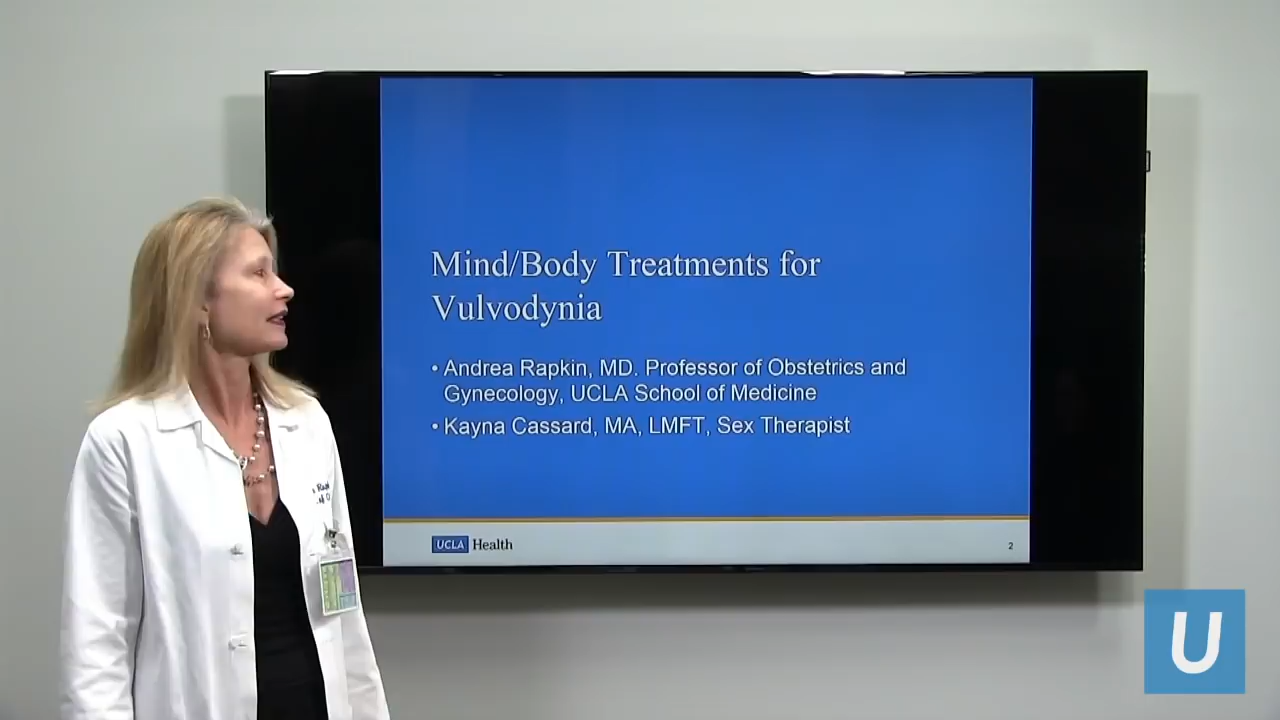 Mind/Body Treatments for
Vulvodynia
• Andrea Rapkin, MD. Professor of Obstetrics and
Gynecology, UCLA School of Medicine
• Kayna Cassard, MA, LMFT, Sex Therapist
UCLA Health
2
U